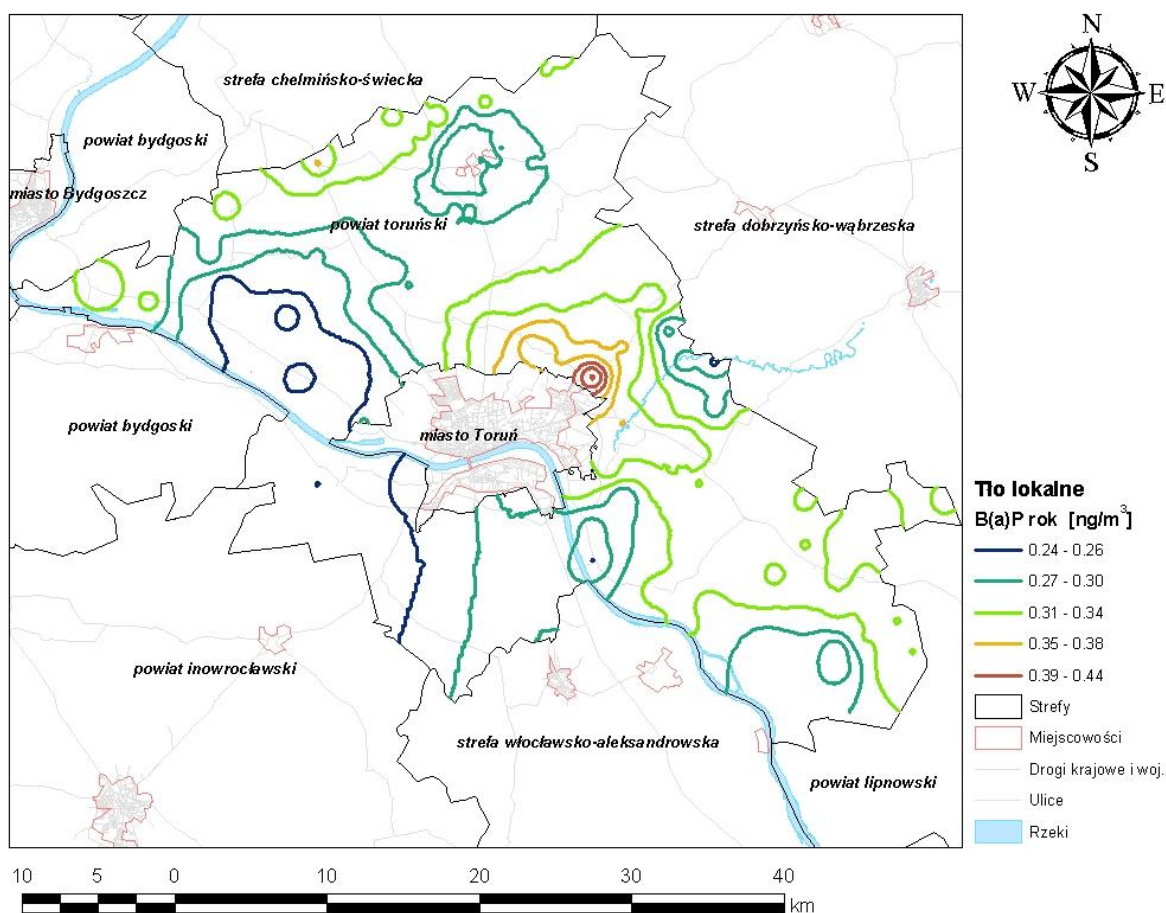 N
W
E
S
strefa chełmińsko-świecka
powiat bydgoski
miasto Bydgoszcz
powiat toruński
strefa dobrzyńsko-wąbrzeska
powiat bydgoski
miasto Toruń
powiat inowrocławski
strefa włocławsko-aleksandrowska
powiat lipnowski
Tło lokalne
B(a)P rok [ng/m³]
0.24 - 0.26
0.27 - 0.30
0.31 - 0.34
0.35 - 0.38
0.39 - 0.44
Strefy
Miejscowości
Drogi krajowe i woj.
Ulice
Rzeki
10 5 0 10 20 30 40
km